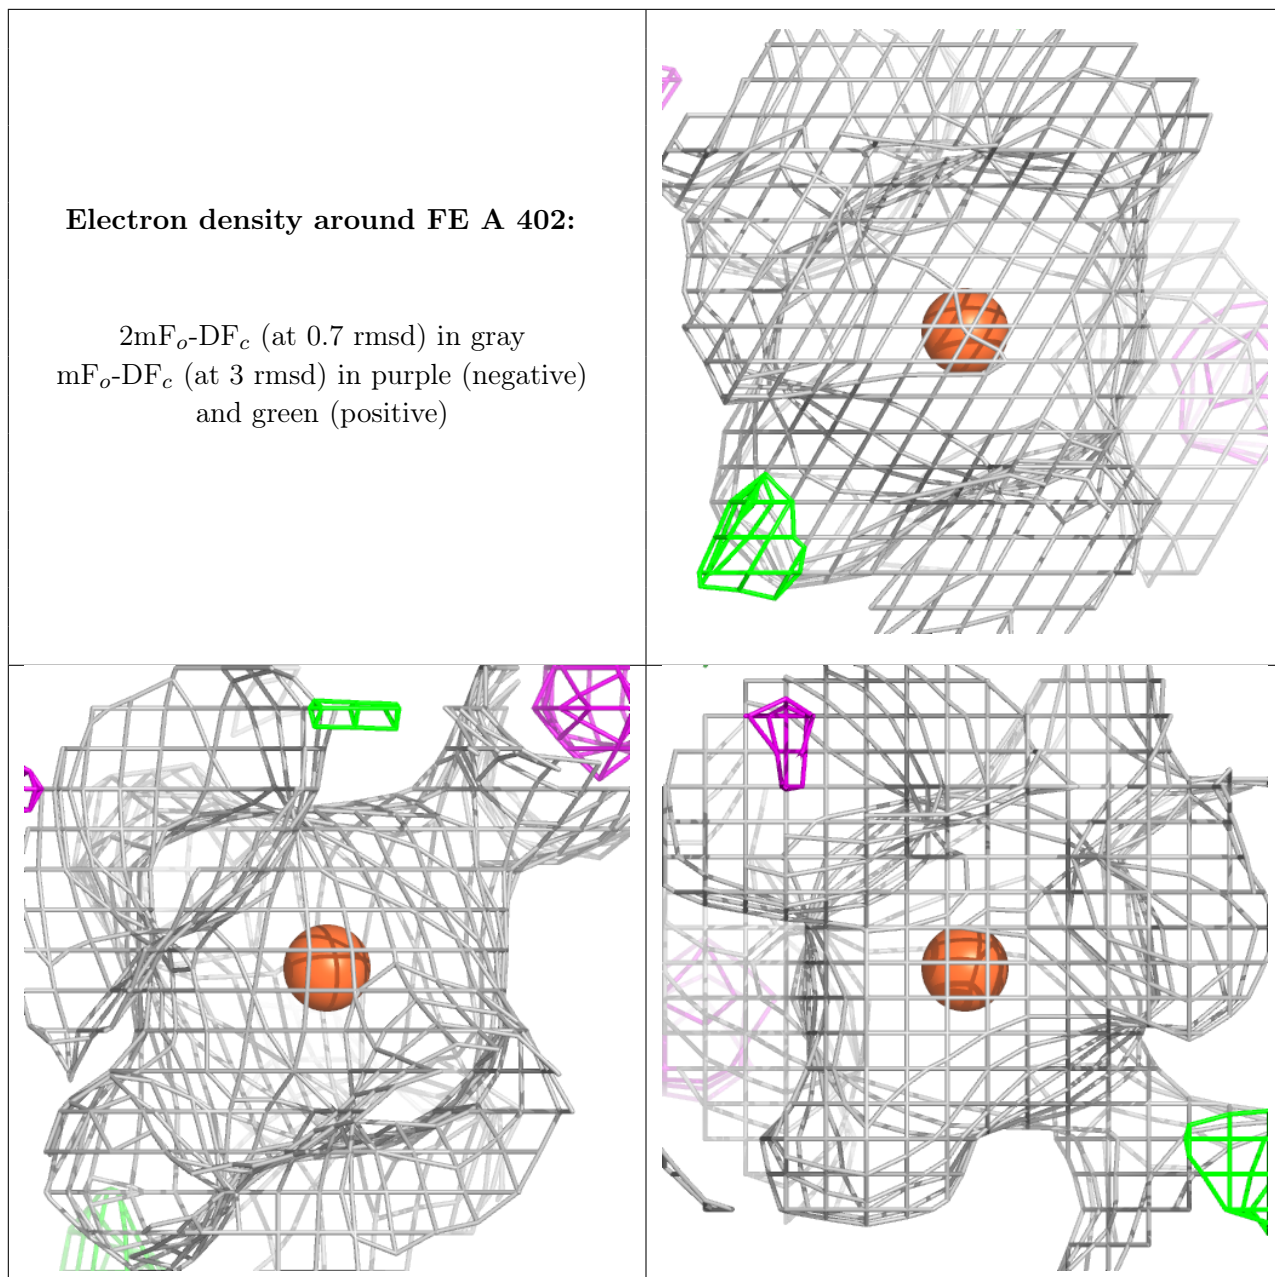 Electron density around FE A 402:
2mFo-DFc (at 0.7 rmsd) in gray
mFo-DFc (at 3 rmsd) in purple (negative)
and green (positive)